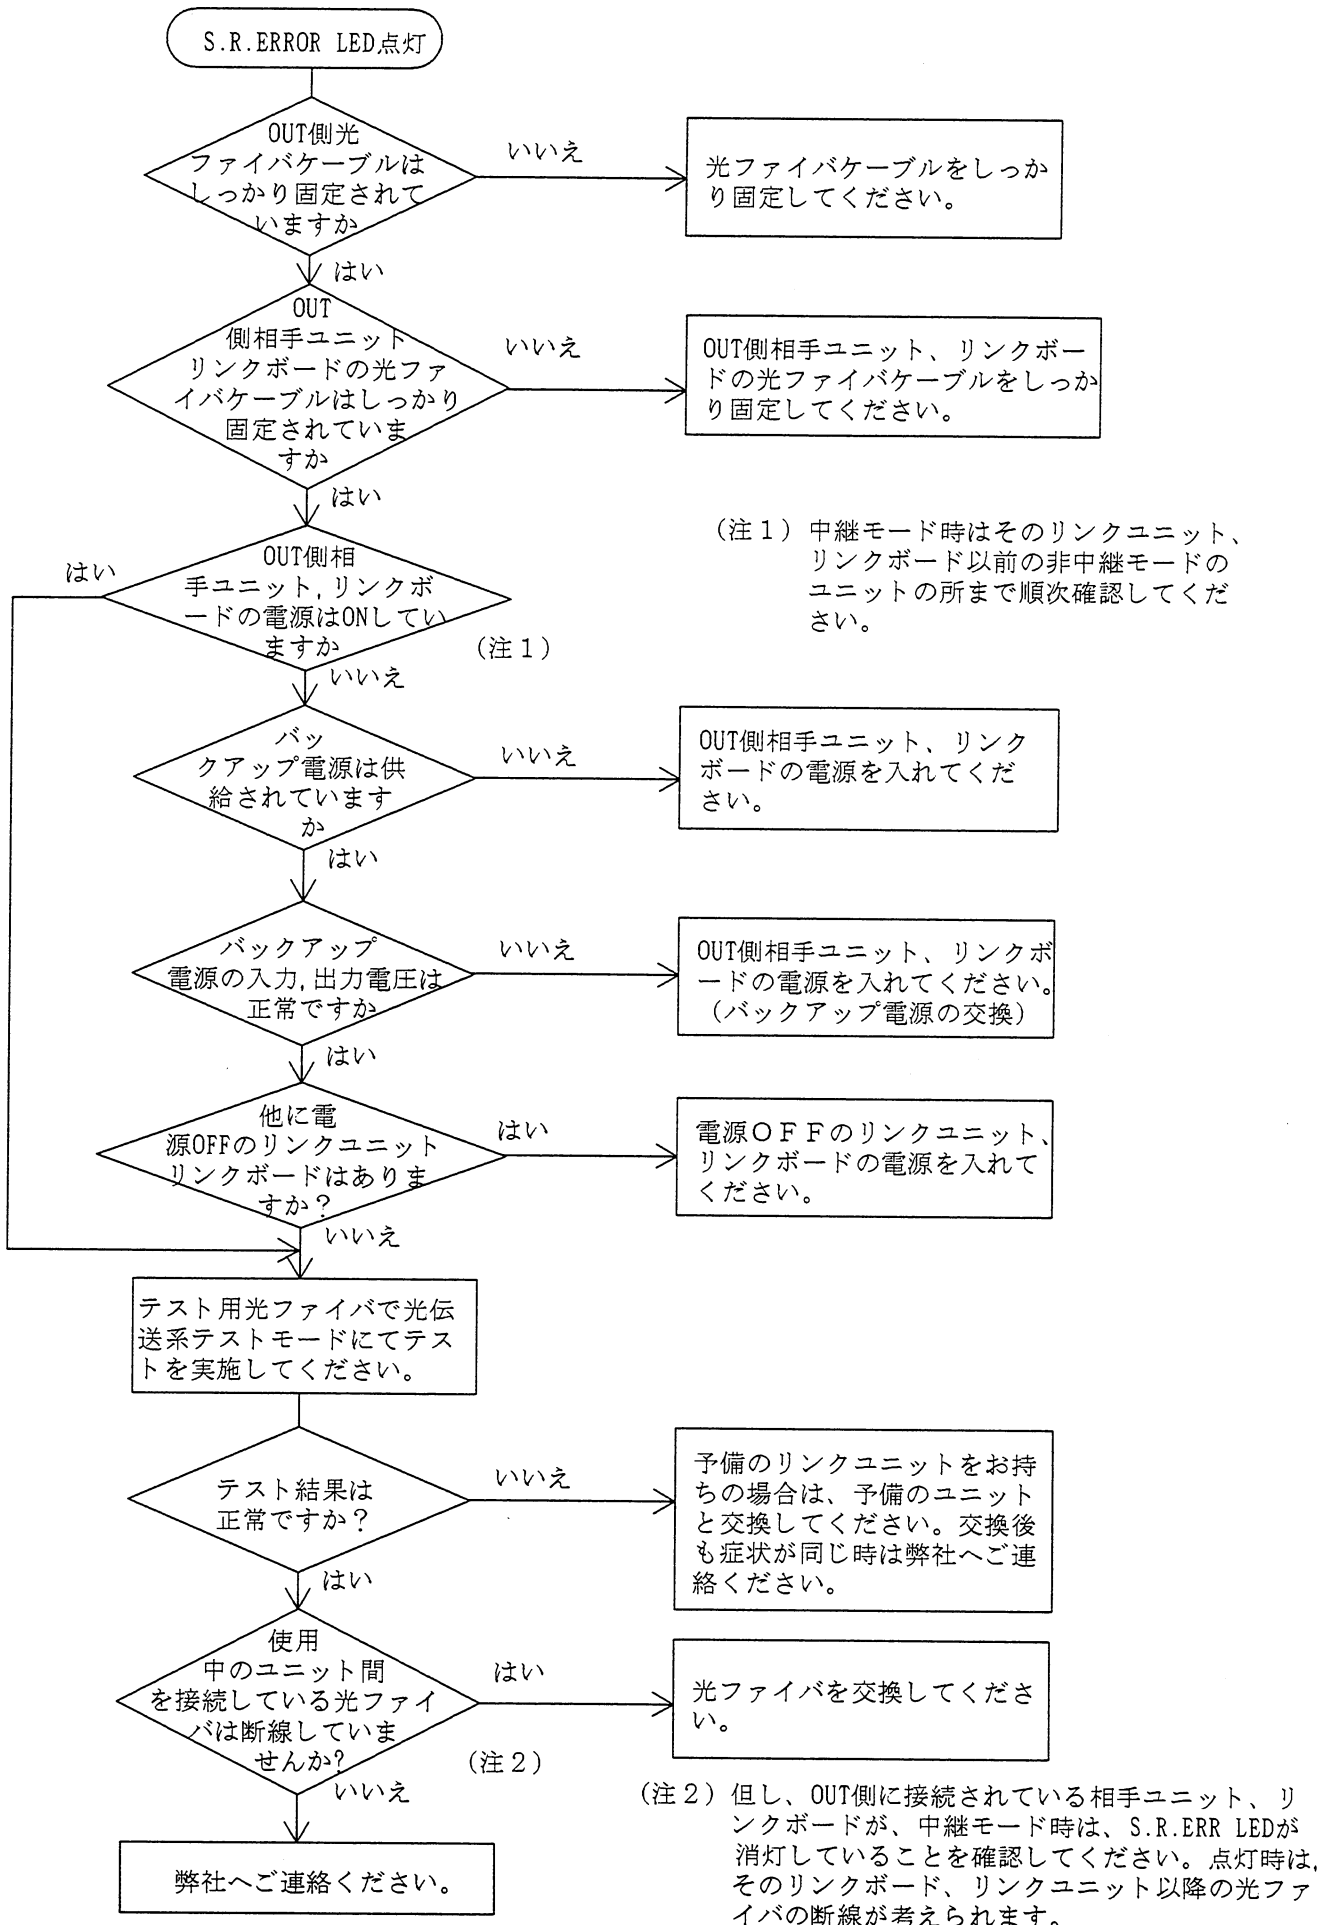 S.R.ERROR LED点灯
OUT側光
ファイバケーブルは
しっかり固定されて
いますか
いいえ
光ファイバケーブルをしっか
り固定してください。
はい
OUT
側相手ユニット
リンクボードの光ファ
イバケーブルはしっかり
固定されていま
すか
いいえ
OUT側相手ユニット、リンクボー
ドの光ファイバケーブルをしっか
り固定してください。
はい
(注1) 中継モード時はそのリンクユニット、
リンクボード以前の非中継モードの
ユニットの所まで順次確認してくだ
さい。
OUT側相
手ユニット,リンクボ
ードの電源はONしてい
ますか
はい
(注1)
いいえ
バッ
クアップ電源は供
給されています
か
いいえ
OUT側相手ユニット、リンク
ボードの電源を入れてくだ
さい。
はい
バックアップ
電源の入力,出力電圧は
正常ですか
いいえ
OUT側相手ユニット、リンクボ
ードの電源を入れてください。
(バックアップ電源の交換)
はい
他に電
源OFFのリンクユニット
リンクボードはありま
すか?
はい
電源OFFのリンクユニット、
リンクボードの電源を入れて
ください。
いいえ
テスト用光ファイバで光伝
送系テストモードにてテス
トを実施してください。
テスト結果は
正常ですか?
いいえ
予備のリンクユニットをお持
ちの場合は、予備のユニット
と交換してください。交換後
も症状が同じ時は弊社へご連
絡ください。
はい
使用
中のユニット間
を接続している光ファイ
バは断線していま
せんか?
はい
光ファイバを交換してくださ
い。
(注2)
いいえ
弊社へご連絡ください。
(注2) 但し、OUT側に接続されている相手ユニット、リ
ンクボードが、中継モード時は、S.R.ERR LEDが
消灯していることを確認してください。点灯時は,
そのリンクボード、リンクユニット以降の光ファ
イバの断線が考えられます。